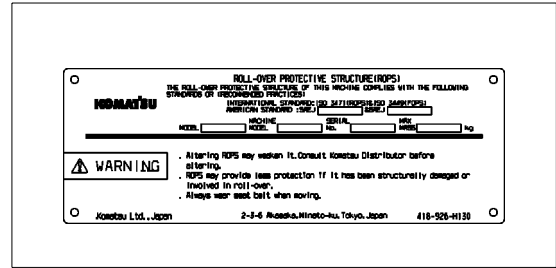 ROLL-OVER PROTECTIVE STRUCTURE(ROPS)
THE ROLL-OVER PROTECTIVE STRUCTURE OF THIS MACHINE COMPLIES WITH THE FOLLOWING
STANDARDS OR (RECOMMENDED PRACTICES)
KOMATSU
INTERNATIONAL STANDARD:ISO 3471(ROPS)&ISO 3449(FOPS)
AMERICAN STANDARD :SAEJ &SAEJ
MODEL MACHINE MODEL SERIAL No. MAX MASS kg
WARNING
. Altering ROPS may weaken it.Consult Komatsu Distributor before
altering.
. ROPS may provide less protection if it has been structurally damaged or
involved in roll-over.
. Always wear seat belt when moving.
Komatsu Ltd.,Japan 2-3-6 Akasaka,Minato-ku,Tokyo,Japan 418-926-H130